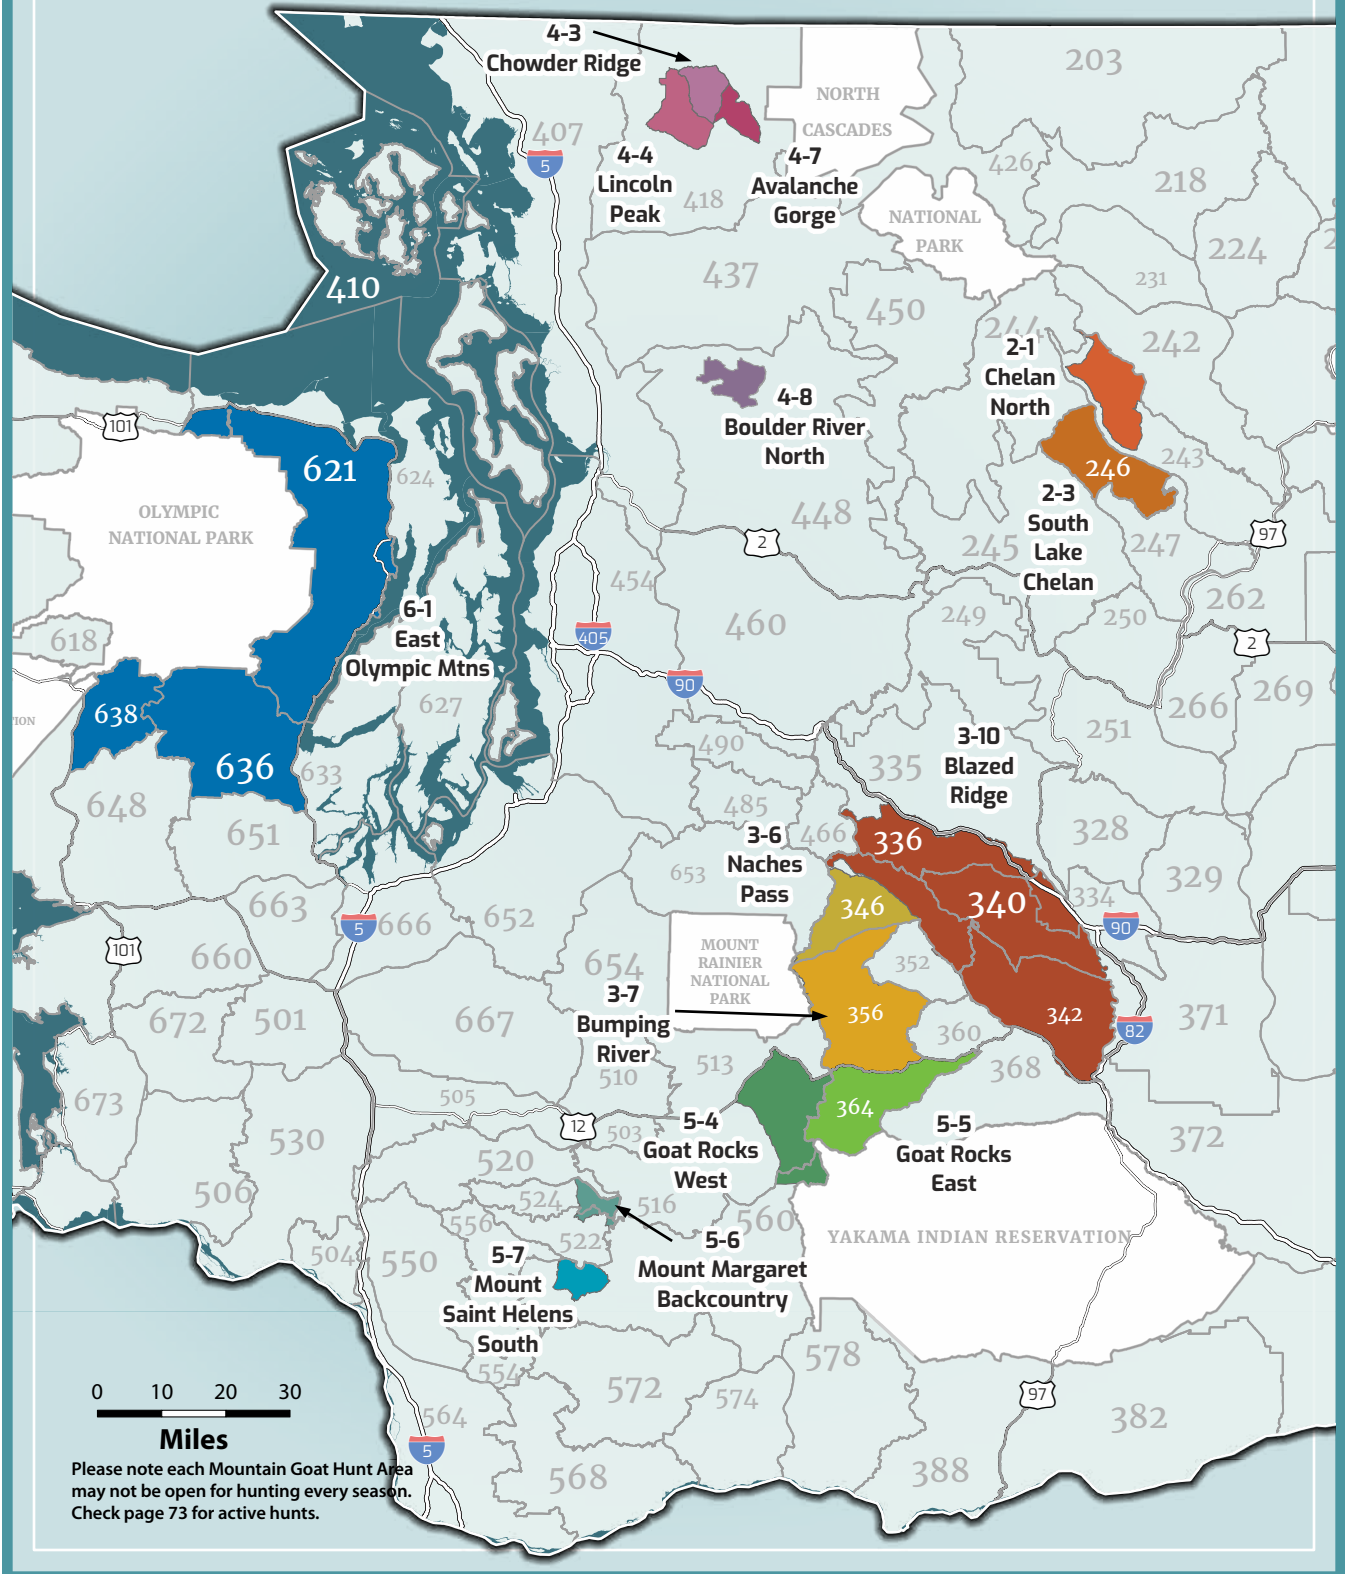 4-3
Chowder Ridge
203
NORTH
CASCADES
407
5
4-4
Lincoln
Peak
418
4-7
Avalanche
Gorge
426
218
NATIONAL
PARK
224
2
410
437
231
450
244
242
2-1
Chelan
North
4-8
Boulder River
North
101
621
624
246
243
2-3
South
Lake
Chelan
OLYMPIC
NATIONAL PARK
448
2
245
247
97
454
262
6-1
East
Olympic Mtns
405
460
249
250
2
618
90
627
266
269
638
ION
251
490
3-10
Blazed
Ridge
335
636
633
648
485
651
466
336
328
3-6
Naches
Pass
653
329
334
340
346
663
5
666
652
90
101
660
MOUNT
RAINIER
NATIONAL
PARK
352
654
3-7
Bumping
River
672
501
667
356
342
371
82
360
513
368
510
673
505
364
12
503
5-4
Goat Rocks
West
5-5
Goat Rocks
East
530
372
520
506
524
516
556
560
522
YAKAMA INDIAN RESERVATION
504
550
5-7
Mount
Saint Helens
South
5-6
Mount Margaret
Backcountry
578
554
572
574
97
382
0 10 20 30
Miles
564
5
568
388
Please note each Mountain Goat Hunt Area
may not be open for hunting every season.
Check page 73 for active hunts.